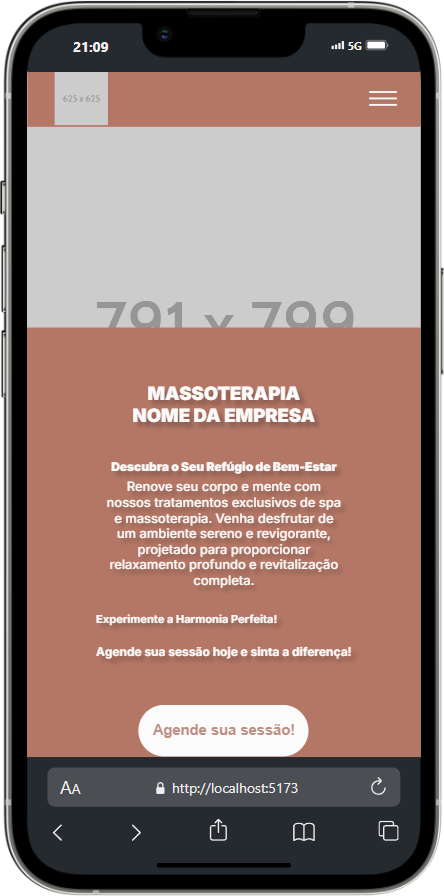 21:09
5G
625 x 625
791 x 799
MASSOTERAPIA
NOME DA EMPRESA
Descubra o Seu Refúgio de Bem-Estar
Renove seu corpo e mente com
nossos tratamentos exclusivos de spa
e massoterapia. Venha desfrutar de
um ambiente sereno e revigorante,
projetado para proporcionar
relaxamento profundo e revitalização
completa.
Experimente a Harmonia Perfeita!
Agende sua sessão hoje e sinta a diferença!
Agende sua sessão!
AA
http://localhost:5173